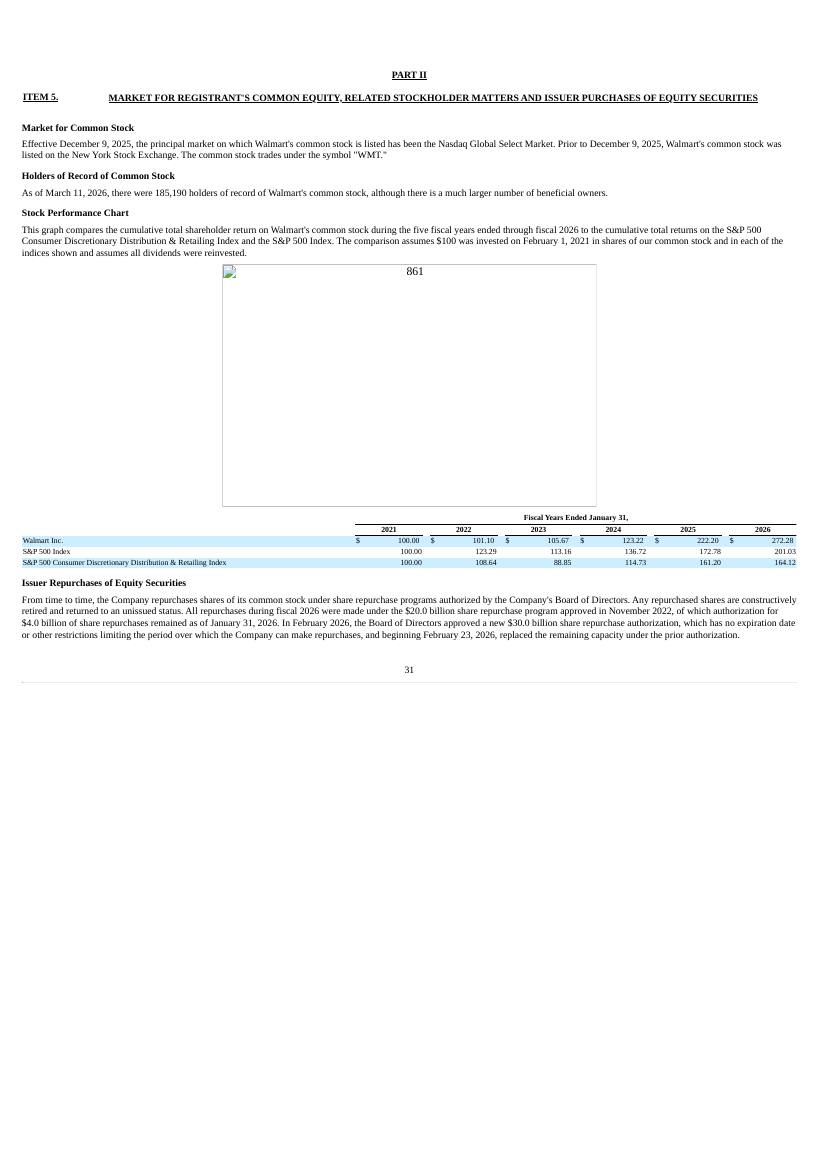 PART II
ITEM 5. MARKET FOR REGISTRANT'S COMMON EQUITY, RELATED STOCKHOLDER MATTERS AND ISSUER PURCHASES OF EQUITY SECURITIES
Market for Common Stock
Effective December 9, 2025, the principal market on which Walmart's common stock is listed has been the Nasdaq Global Select Market. Prior to December 9, 2025, Walmart's common stock was
listed on the New York Stock Exchange. The common stock trades under the symbol "WMT."
Holders of Record of Common Stock
As of March 11, 2026, there were 185,190 holders of record of Walmart's common stock, although there is a much larger number of beneficial owners.
Stock Performance Chart
This graph compares the cumulative total shareholder return on Walmart's common stock during the five fiscal years ended through fiscal 2026 to the cumulative total returns on the S&P 500
Consumer Discretionary Distribution & Retailing Index and the S&P 500 Index. The comparison assumes $100 was invested on February 1, 2021 in shares of our common stock and in each of the
indices shown and assumes all dividends were reinvested.
861
Fiscal Years Ended January 31,
2021 2022 2023 2024 2025 2026
Walmart Inc. $ 100.00 $ 101.10 $ 105.67 $ 123.22 $ 222.20 $ 272.28
S&P 500 Index 100.00 123.29 113.16 136.72 172.78 201.03
S&P 500 Consumer Discretionary Distribution & Retailing Index 100.00 108.64 88.85 114.73 161.20 164.12
Issuer Repurchases of Equity Securities
From time to time, the Company repurchases shares of its common stock under share repurchase programs authorized by the Company's Board of Directors. Any repurchased shares are constructively
retired and returned to an unissued status. All repurchases during fiscal 2026 were made under the $20.0 billion share repurchase program approved in November 2022, of which authorization for
$4.0 billion of share repurchases remained as of January 31, 2026. In February 2026, the Board of Directors approved a new $30.0 billion share repurchase authorization, which has no expiration date
or other restrictions limiting the period over which the Company can make repurchases, and beginning February 23, 2026, replaced the remaining capacity under the prior authorization.
31